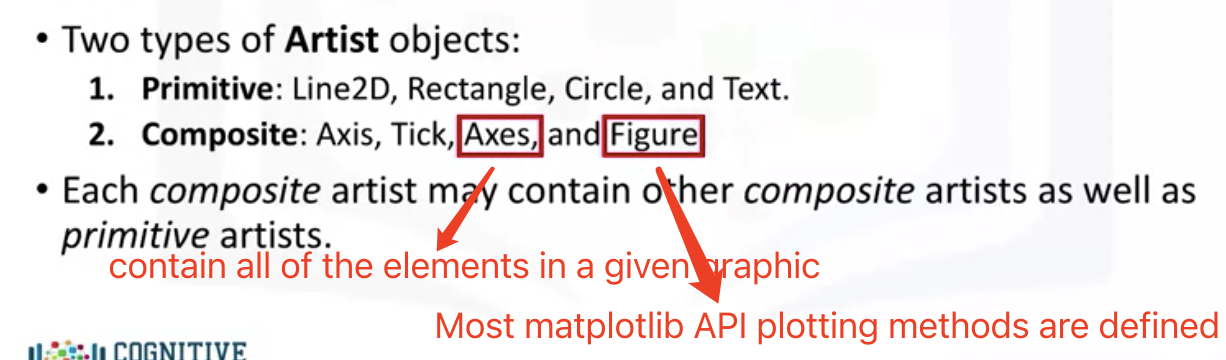 • Two types of Artist objects:
1. Primitive: Line2D, Rectangle, Circle, and Text.
2. Composite: Axis, Tick, Axes, and Figure
• Each composite artist may contain other composite artists as well as
primitive artists.
contain all of the elements in a given graphic
Most matplotlib API plotting methods are defined
COGNITIVE